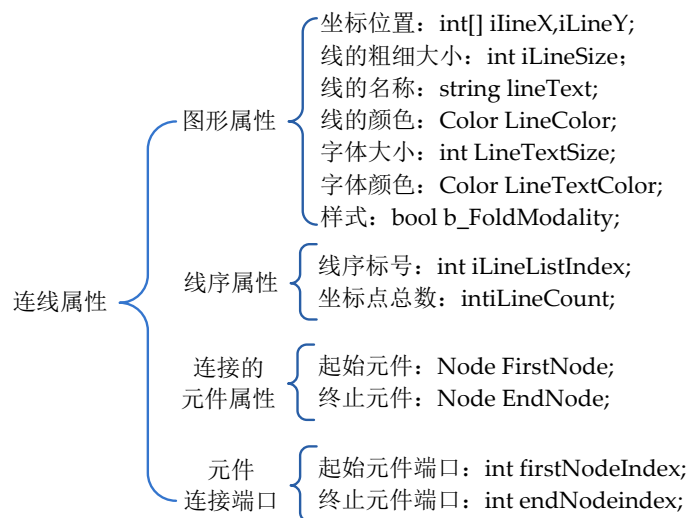 坐标位置：int[] iIineX,iLineY;
线的粗细大小：int iLineSize；
线的名称：string lineText;
图形属性
线的颜色：Color LineColor;
字体大小：int LineTextSize;
字体颜色：Color LineTextColor;
样式：bool b_FoldModality;
线序属性
线序标号：int iLineListIndex;
坐标点总数：intiLineCount;
连线属性
连接的
元件属性
起始元件：Node FirstNode;
终止元件：Node EndNode;
元件
连接端口
起始元件端口：int firstNodeIndex;
终止元件端口：int endNodeindex;